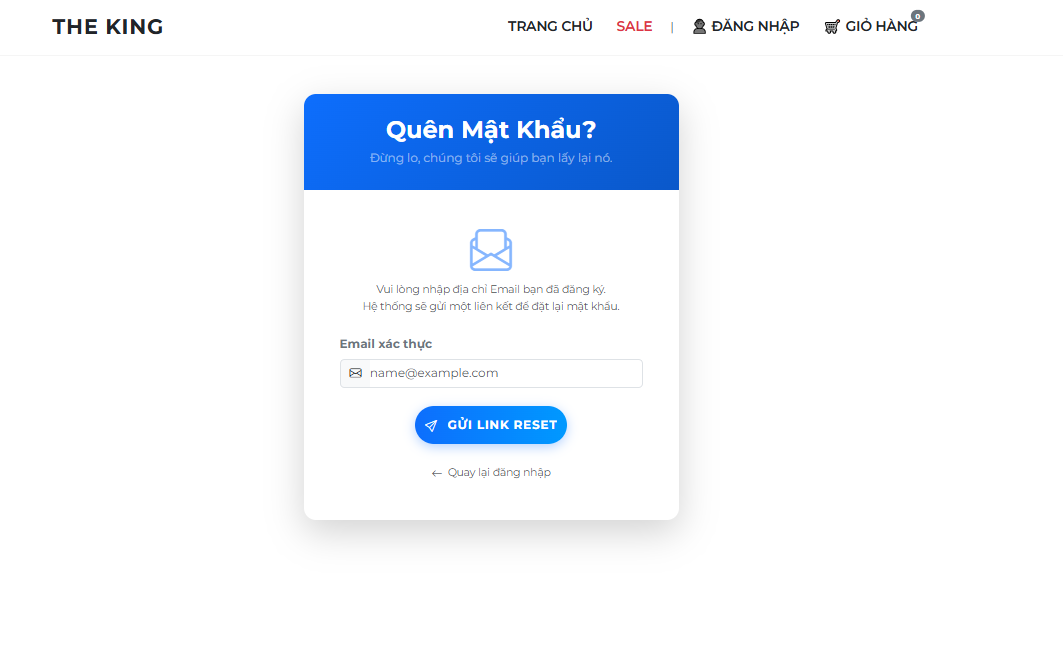 THE KING
TRANG CHỦ SALE | ĐĂNG NHẬP GIỎ HÀNG 0
Quên Mật Khẩu?
Đừng lo, chúng tôi sẽ giúp bạn lấy lại nó.
Vui lòng nhập địa chỉ Email bạn đã đăng ký.
Hệ thống sẽ gửi một liên kết để đặt lại mật khẩu.
Email xác thực
name@example.com
GỬI LINK RESET
← Quay lại đăng nhập